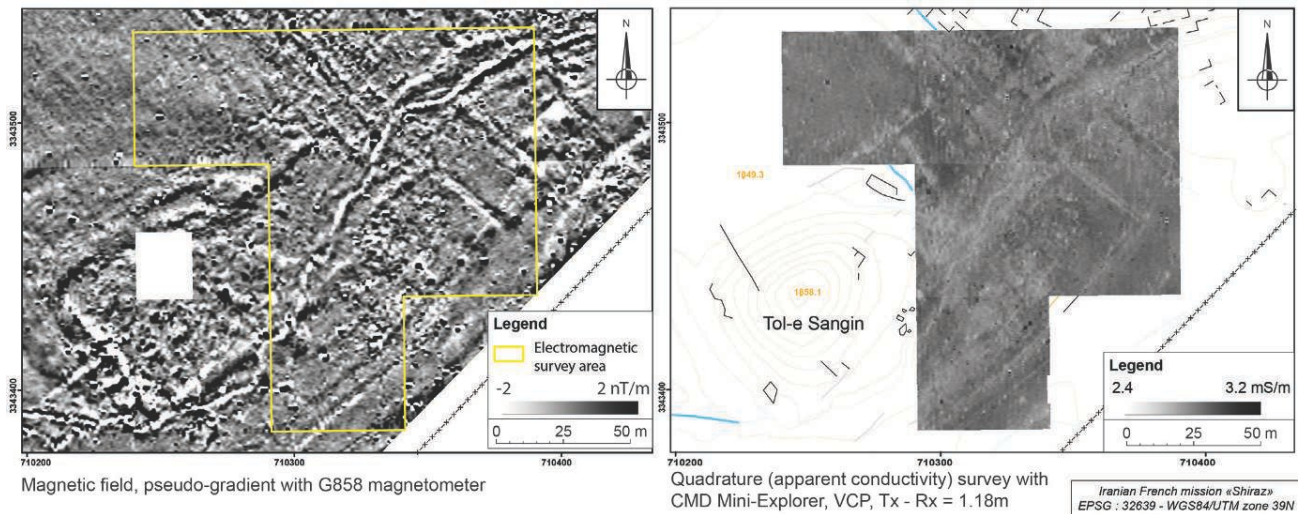 N
3343500
3343400
Legend
Electromagnetic
survey area
-2 2 nT/m
0 25 50 m
710200 710300 710400
Magnetic field, pseudo-gradient with G858 magnetometer
N
3343500
3343400
1849.3
1850.1
Tol-e Sangin
Legend
2.4 3.2 mS/m
0 25 50 m
710200 710300 710400
Quadrature (apparent conductivity) survey with
CMD Mini-Explorer, VCP, Tx - Rx = 1.18m
Iranian French mission «Shiraz»
EPSG : 32639 - WGS84/UTM zone 39N